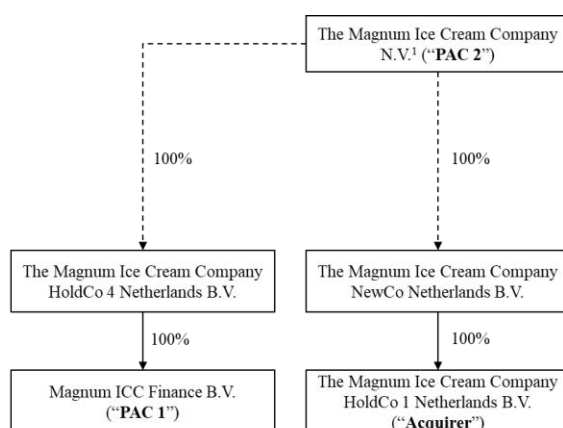 The Magnum Ice Cream Company
N.V.¹ (“PAC 2”)
100%
100%
The Magnum Ice Cream Company
HoldCo 4 Netherlands B.V.
The Magnum Ice Cream Company
NewCo Netherlands B.V.
100%
100%
Magnum ICC Finance B.V.
(“PAC 1”)
The Magnum Ice Cream Company
HoldCo 1 Netherlands B.V.
(“Acquirer”)